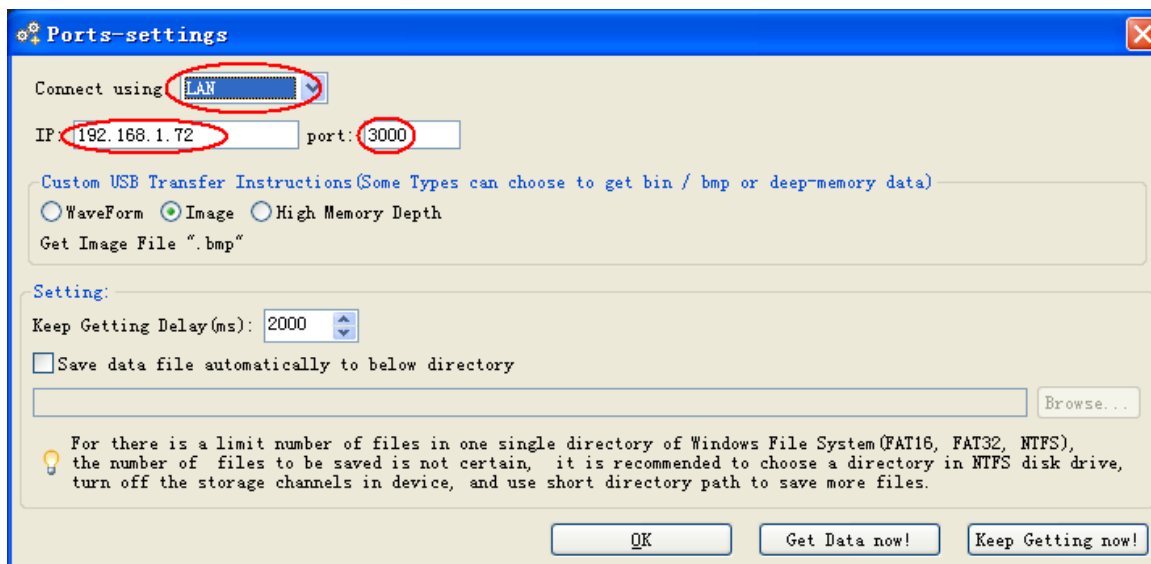 Ports-settings
Connect using: LAN
IP: 192.168.1.72 port: 3000
Custom USB Transfer Instructions(Some Types can choose to get bin / bmp or deep-memory data)
WaveForm Image High Memory Depth
Get Image File ".bmp"
Setting:
Keep Getting Delay(ms): 2000
Save data file automatically to below directory
Browse...
For there is a limit number of files in one single directory of Windows File System(FAT16, FAT32, NTFS),
the number of files to be saved is not certain, it is recommended to choose a directory in NTFS disk drive,
turn off the storage channels in device, and use short directory path to save more files.
OK Get Data now! Keep Getting now!